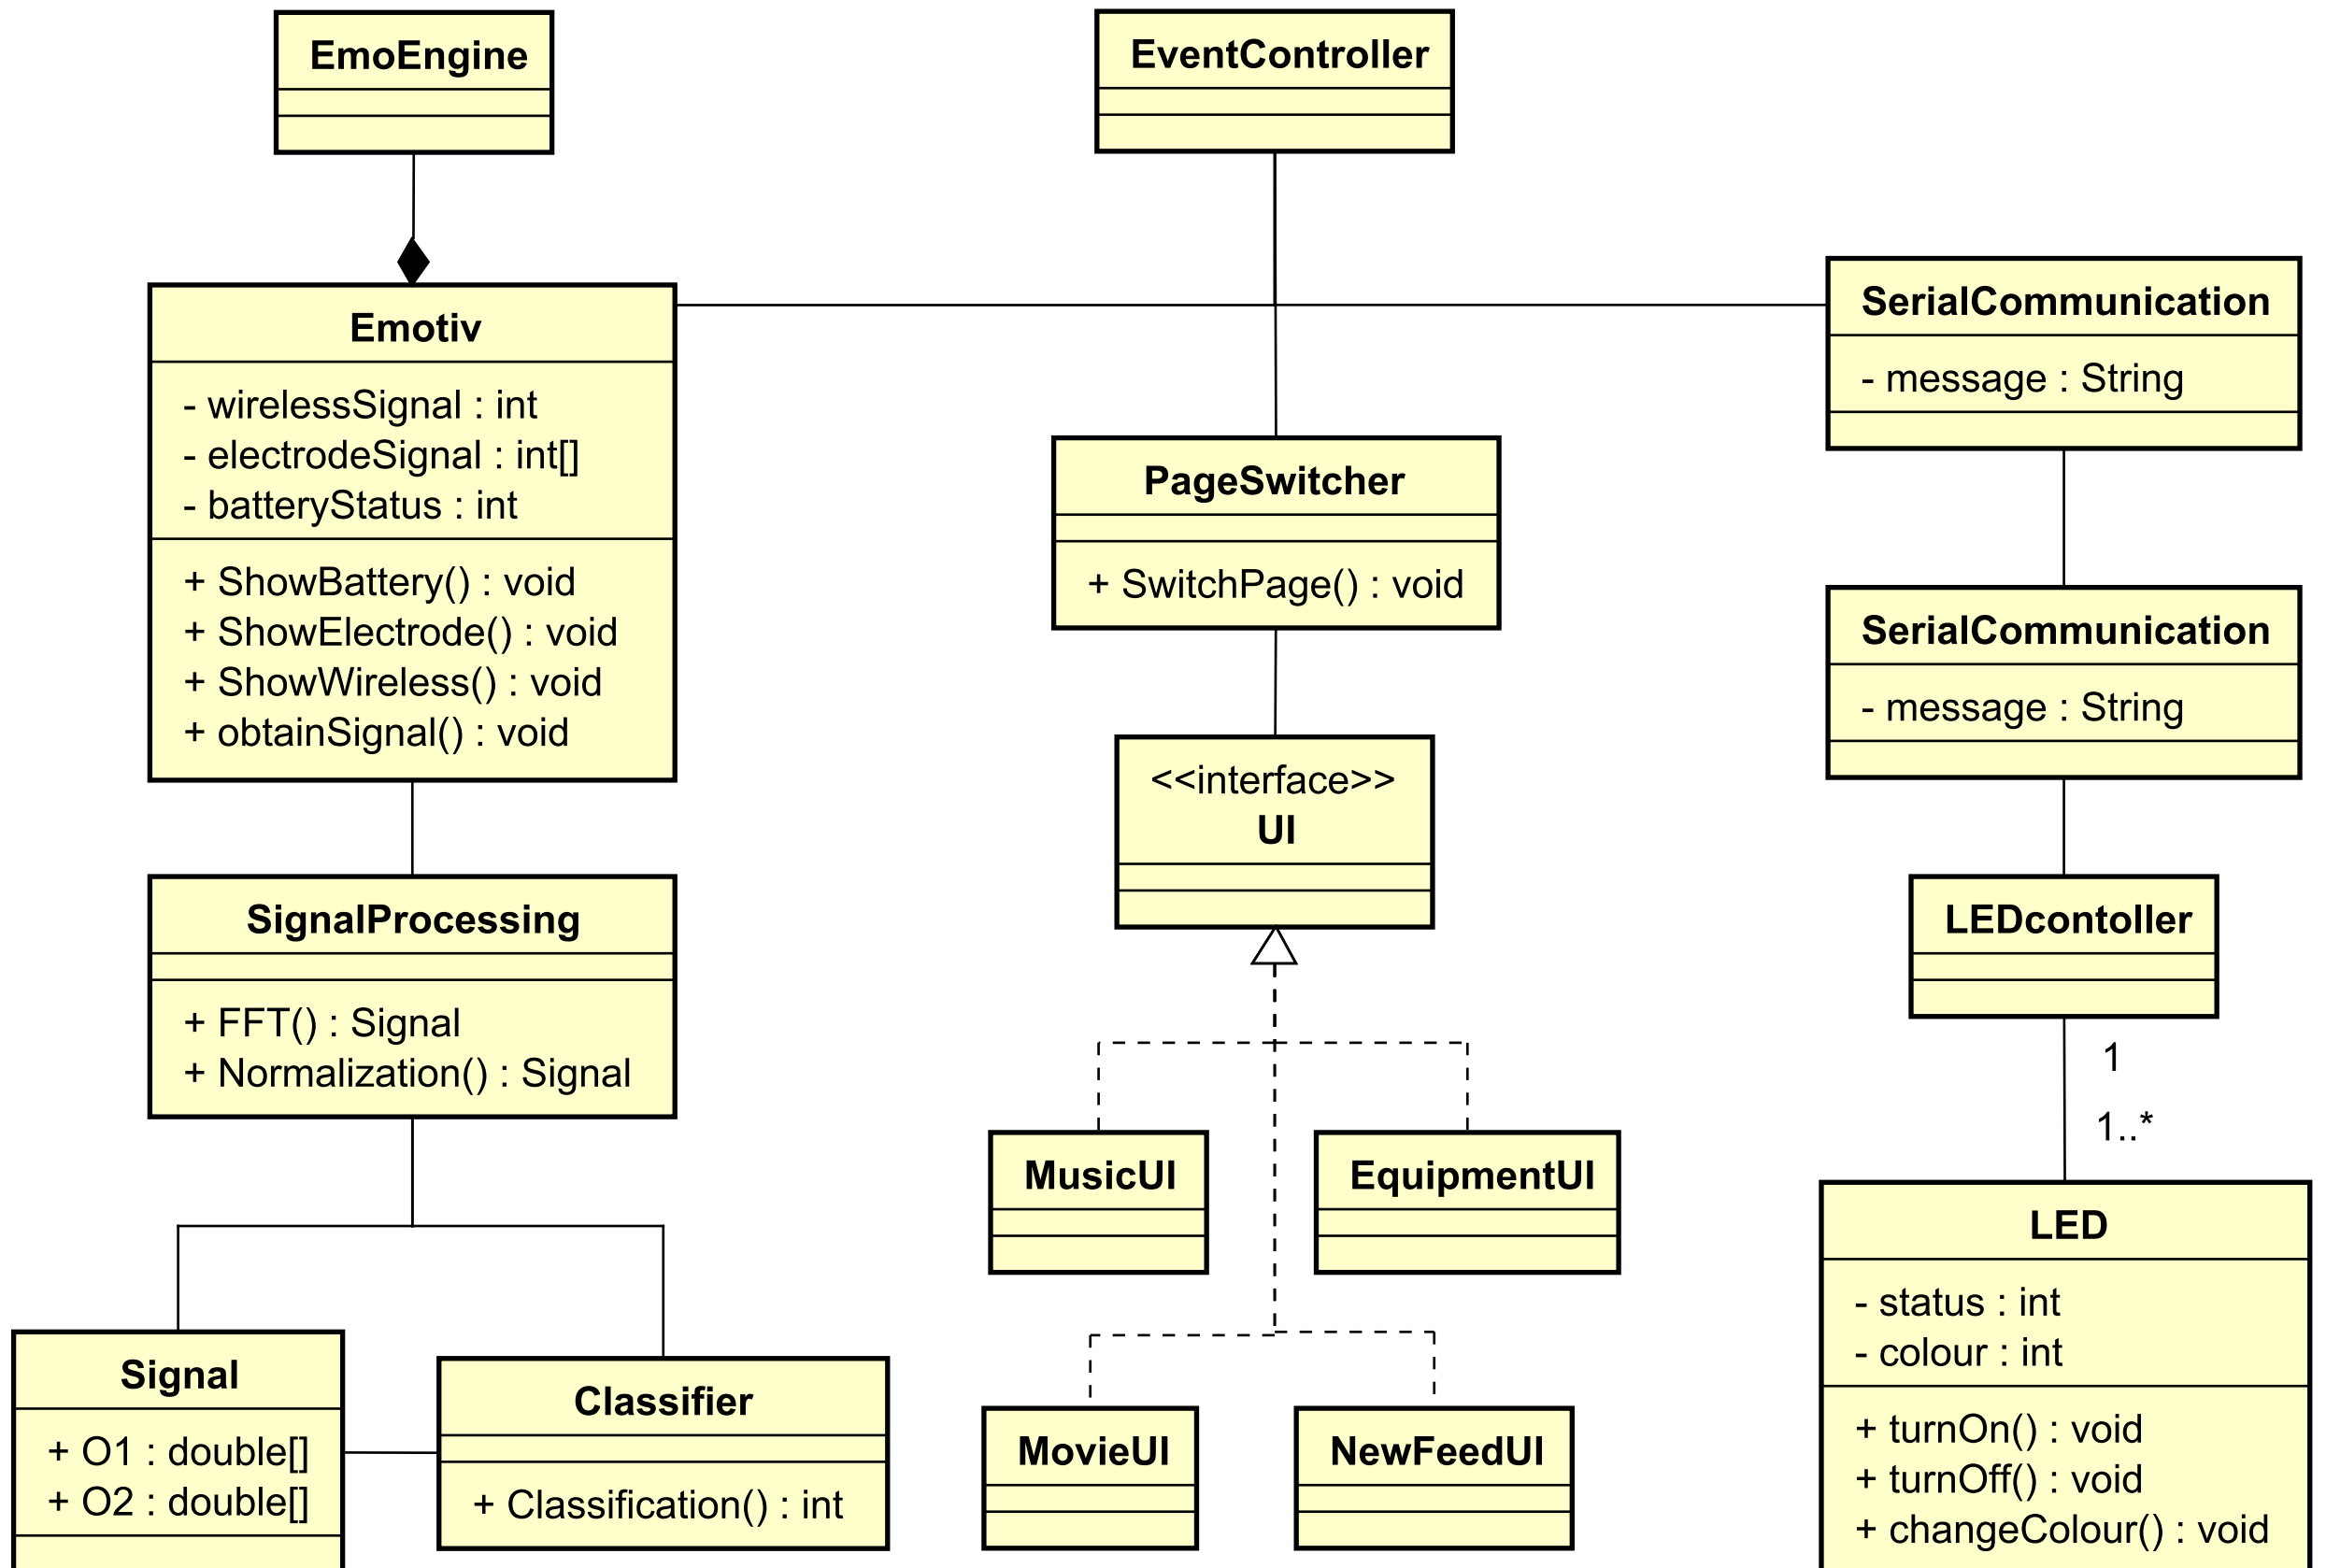 EmoEngine
EventController
Emotiv
- wirelessSignal : int
- electrodeSignal : int[]
- batteryStatus : int
+ ShowBattery() : void
+ ShowElectrode() : void
+ ShowWireless() : void
+ obtainSignal() : void
SerialCommunication
- message : String
PageSwitcher
+ SwitchPage() : void
SerialCommunication
- message : String
<<interface>>
UI
SignalProcessing
+ FFT() : Signal
+ Normalization() : Signal
LEDcontoller
1
1..*
MusicUI
EquipmentUI
LED
- status : int
- colour : int
+ turnOn() : void
+ turnOff() : void
+ changeColour() : void
Signal
+ O1 : double[]
+ O2 : double[]
Classifier
+ Classification() : int
MovieUI
NewFeedUI